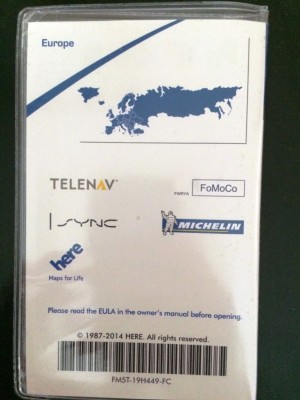 Europe
TELENAV
FoMoCo
SYNC
MICHELIN
here
Maps for Life
Please read the EULA in the owner's manual before opening.
© 1987-2014 HERE. All rights reserved.
FM5T-19H449-FC